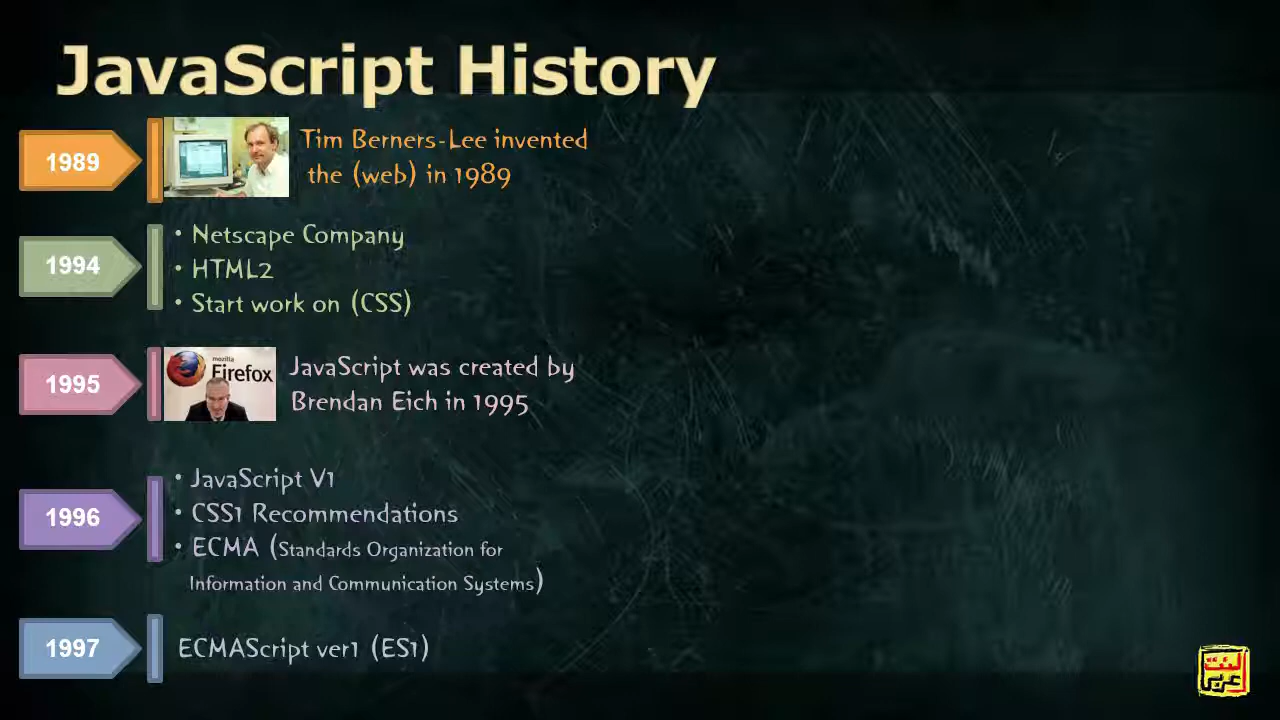 JavaScript History
1989
Tim Berners-Lee invented
the (web) in 1989
1994
• Netscape Company
• HTML2
• Start work on (CSS)
1995
mozilla
Firefox
JavaScript was created by
Brendan Eich in 1995
1996
• JavaScript V1
• CSS1 Recommendations
• ECMA (Standards Organization for
Information and Communication Systems)
1997
ECMAScript ver1 (ES1)
النت
عربي